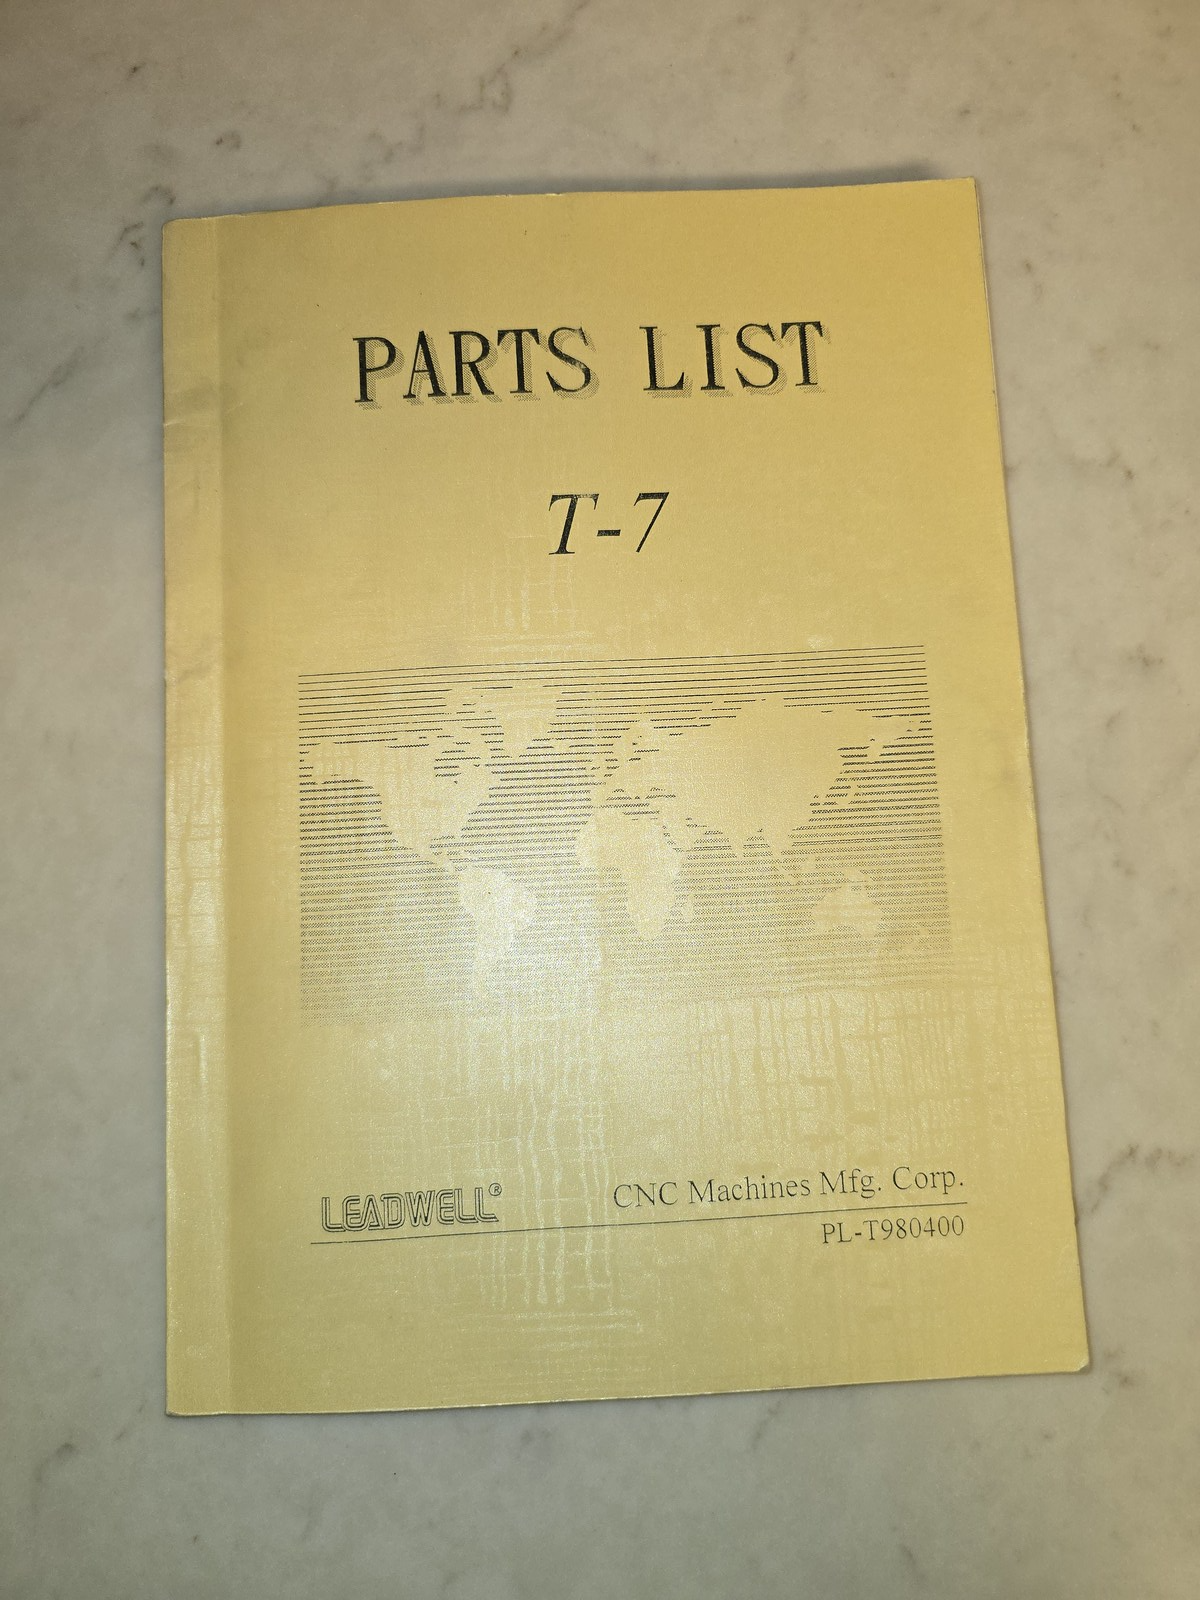 PARTS LIST
T-7
LEADWELL® CNC Machines Mfg. Corp.
PL-T980400